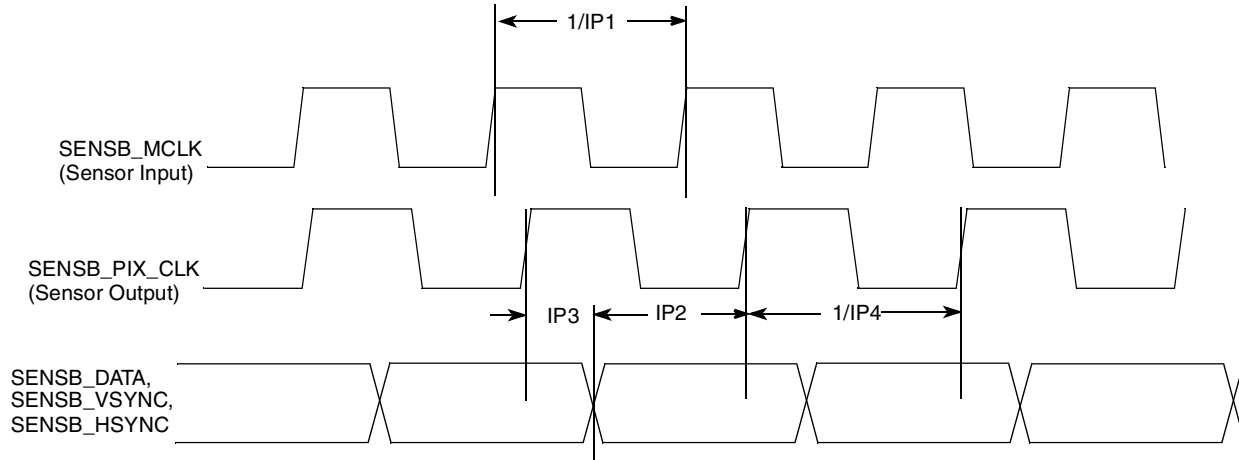 1/IP1
SENSB_MCLK
(Sensor Input)
SENSB_PIX_CLK
(Sensor Output)
IP3
IP2
1/IP4
SENSB_DATA,
SENSB_VSYNC,
SENSB_HSYNC